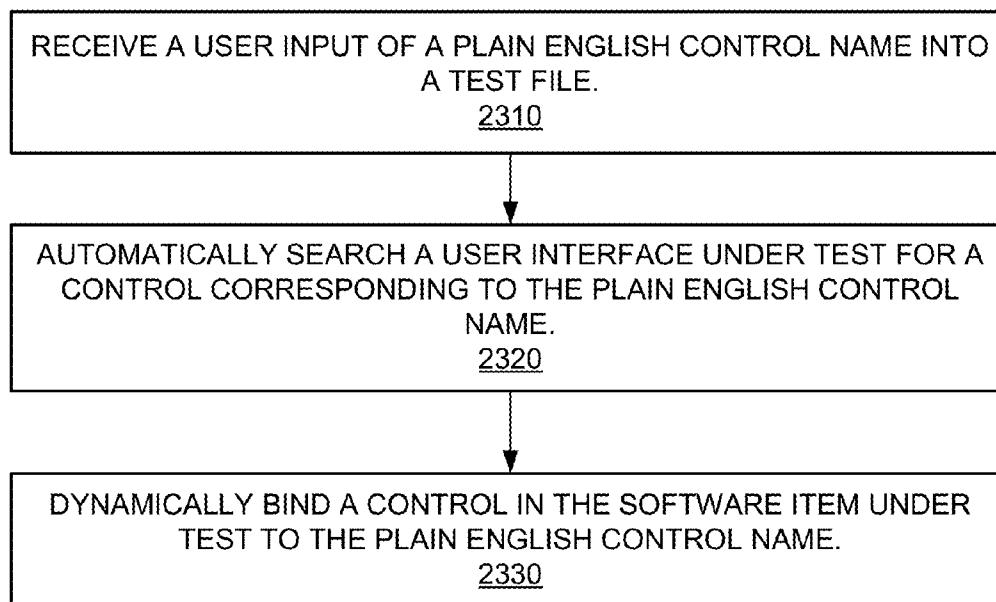 RECEIVE A USER INPUT OF A PLAIN ENGLISH CONTROL NAME INTO
A TEST FILE.
2310
AUTOMATICALLY SEARCH A USER INTERFACE UNDER TEST FOR A
CONTROL CORRESPONDING TO THE PLAIN ENGLISH CONTROL
NAME.
2320
DYNAMICALLY BIND A CONTROL IN THE SOFTWARE ITEM UNDER
TEST TO THE PLAIN ENGLISH CONTROL NAME.
2330